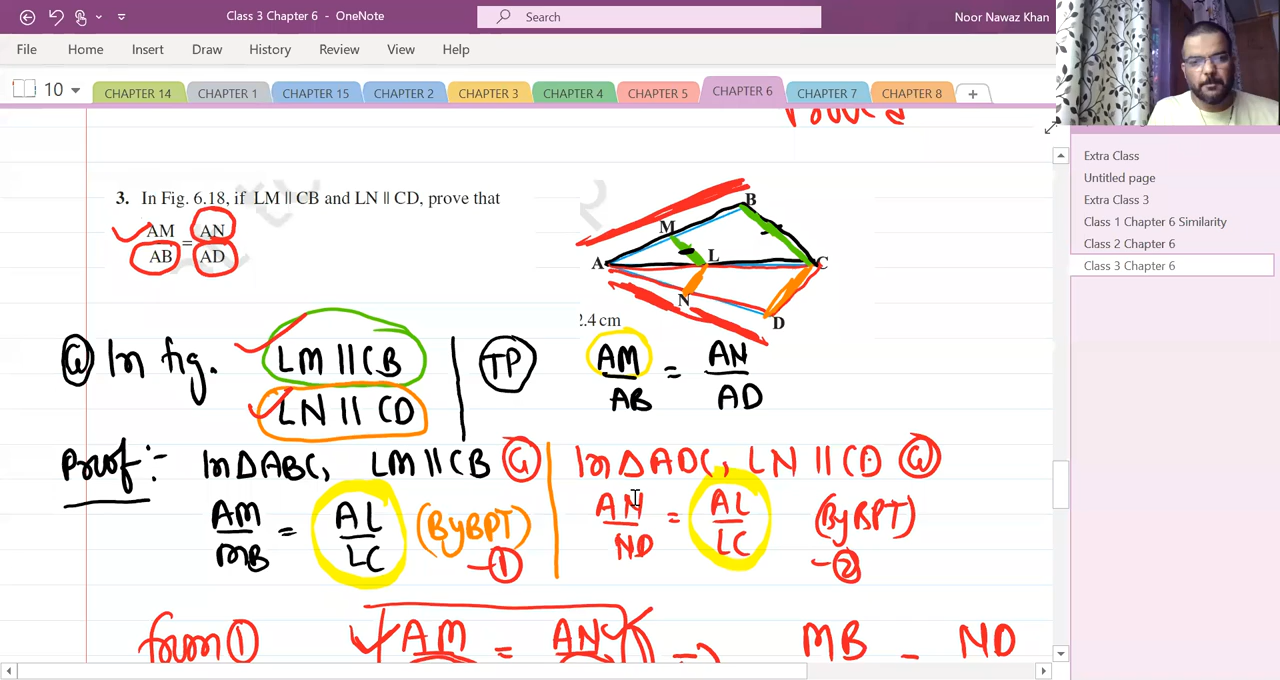 Class 3 Chapter 6 - OneNote
Search
Noor Nawaz Khan
File Home Insert Draw History Review View Help
10 CHAPTER 14 CHAPTER 1 CHAPTER 15 CHAPTER 2 CHAPTER 3 CHAPTER 4 CHAPTER 5 CHAPTER 6 CHAPTER 7 CHAPTER 8 +
Extra Class
Untitled page
Extra Class 3
Class 1 Chapter 6 Similarity
Class 2 Chapter 6
Class 3 Chapter 6
3. In Fig. 6.18, if LM || CB and LN || CD, prove that
AM AN
=
AB AD
B
M
A
L
C
N
D
2.4 cm
G In fig. LM || CB
LN || CD
TP
AM = AN
AB AD
Proof :- In Δ ABC, LM || CB G
AM = AL (By BPT)
MB LC - 1
In Δ ADC, LN || CD G
AN = AL (By BPT)
ND LC - 2
from 1 AM = AN => MB = ND